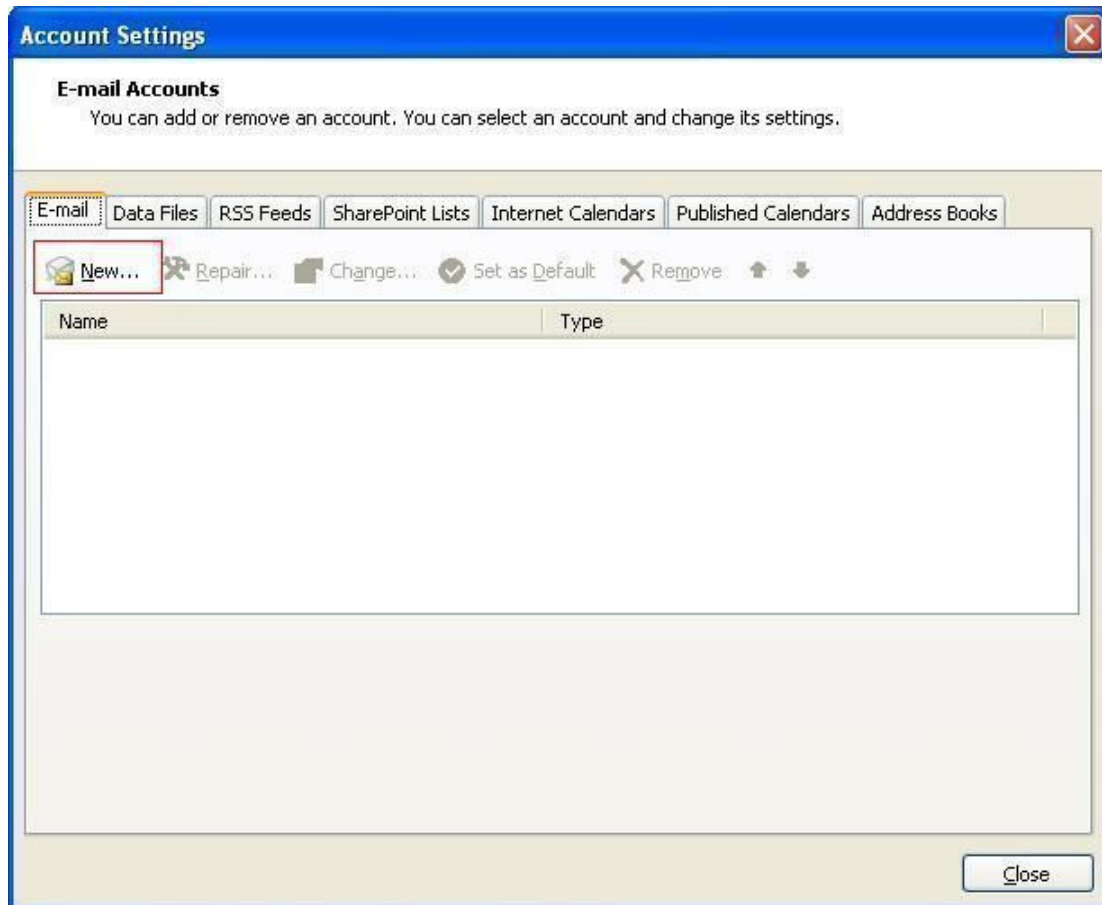 Account Settings
E-mail Accounts
You can add or remove an account. You can select an account and change its settings.
E-mail Data Files RSS Feeds SharePoint Lists Internet Calendars Published Calendars Address Books
New... Repair... Change... Set as Default Remove
Name Type
Close